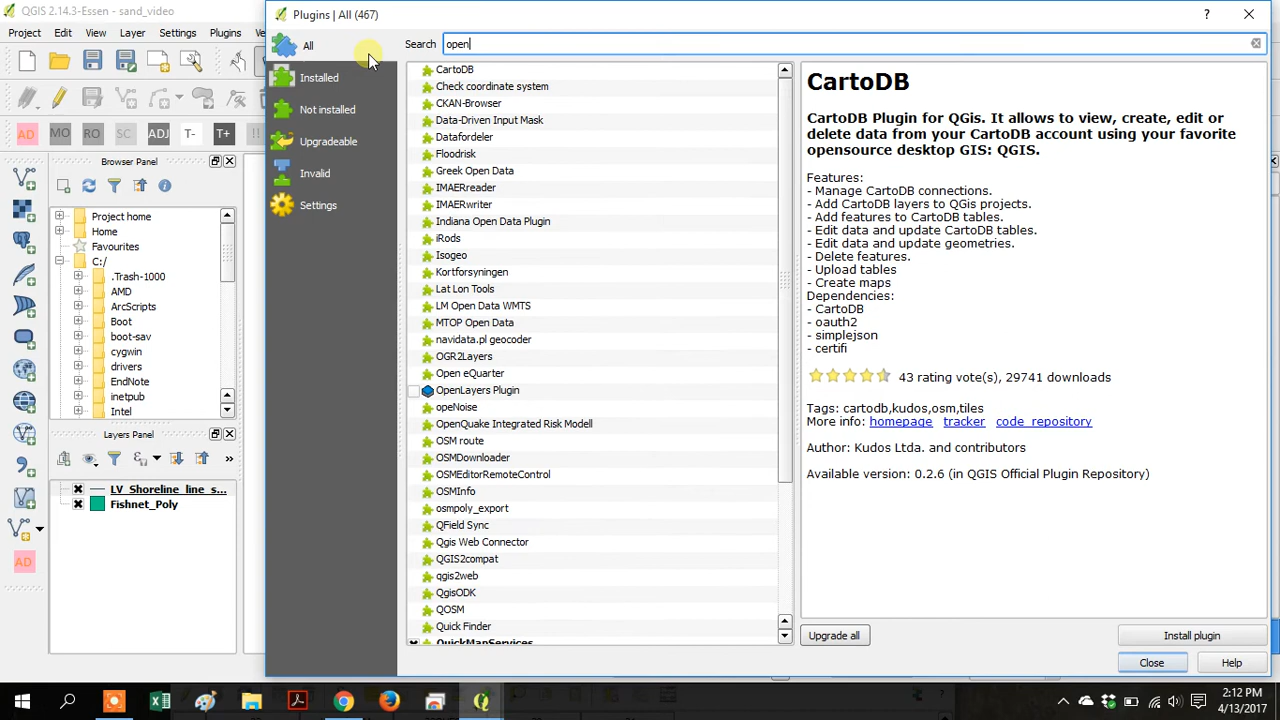 QGIS 2.14.3-Essen - sand_video
Project Edit View Layer Settings Plugins
AD MO RO SC ADJ T- T+
Browser Panel
Project home
Home
Favourites
C:/
.Trash-1000
AMD
ArcScripts
Boot
boot-sav
cygwin
drivers
EndNote
inetpub
Intel
Layers Panel
»
LV_Shoreline_line_s...
Fishnet_Poly
AD
Plugins | All (467)
?
All
Installed
Not installed
Upgradeable
Invalid
Settings
Search open
CartoDB
Check coordinate system
CKAN-Browser
Data-Driven Input Mask
Datafordeler
Floodrisk
Greek Open Data
IMAERreader
IMAERwriter
Indiana Open Data Plugin
iRods
Isogeo
Kortforsyningen
Lat Lon Tools
LM Open Data WMTS
MTOP Open Data
navidata.pl geocoder
OGR2Layers
Open eQuarter
OpenLayers Plugin
opeNoise
OpenQuake Integrated Risk Modell
OSM route
OSMDownloader
OSMEditorRemoteControl
OSMInfo
osmpoly_export
QField Sync
Qgis Web Connector
QGIS2compat
qgis2web
QgisODK
QOSM
Quick Finder
QuickMapServices
CartoDB
CartoDB Plugin for QGis. It allows to view, create, edit or
delete data from your CartoDB account using your favorite
opensource desktop GIS: QGIS.
Features:
- Manage CartoDB connections.
- Add CartoDB layers to QGis projects.
- Add features to CartoDB tables.
- Edit data and update CartoDB tables.
- Edit data and update geometries.
- Delete features.
- Upload tables
- Create maps
Dependencies:
- CartoDB
- oauth2
- simplejson
- certifi
43 rating vote(s), 29741 downloads
Tags: cartodb,kudos,osm,tiles
More info: homepage tracker code repository
Author: Kudos Ltda. and contributors
Available version: 0.2.6 (in QGIS Official Plugin Repository)
Upgrade all
Install plugin
Close
Help
2:12 PM
4/13/2017